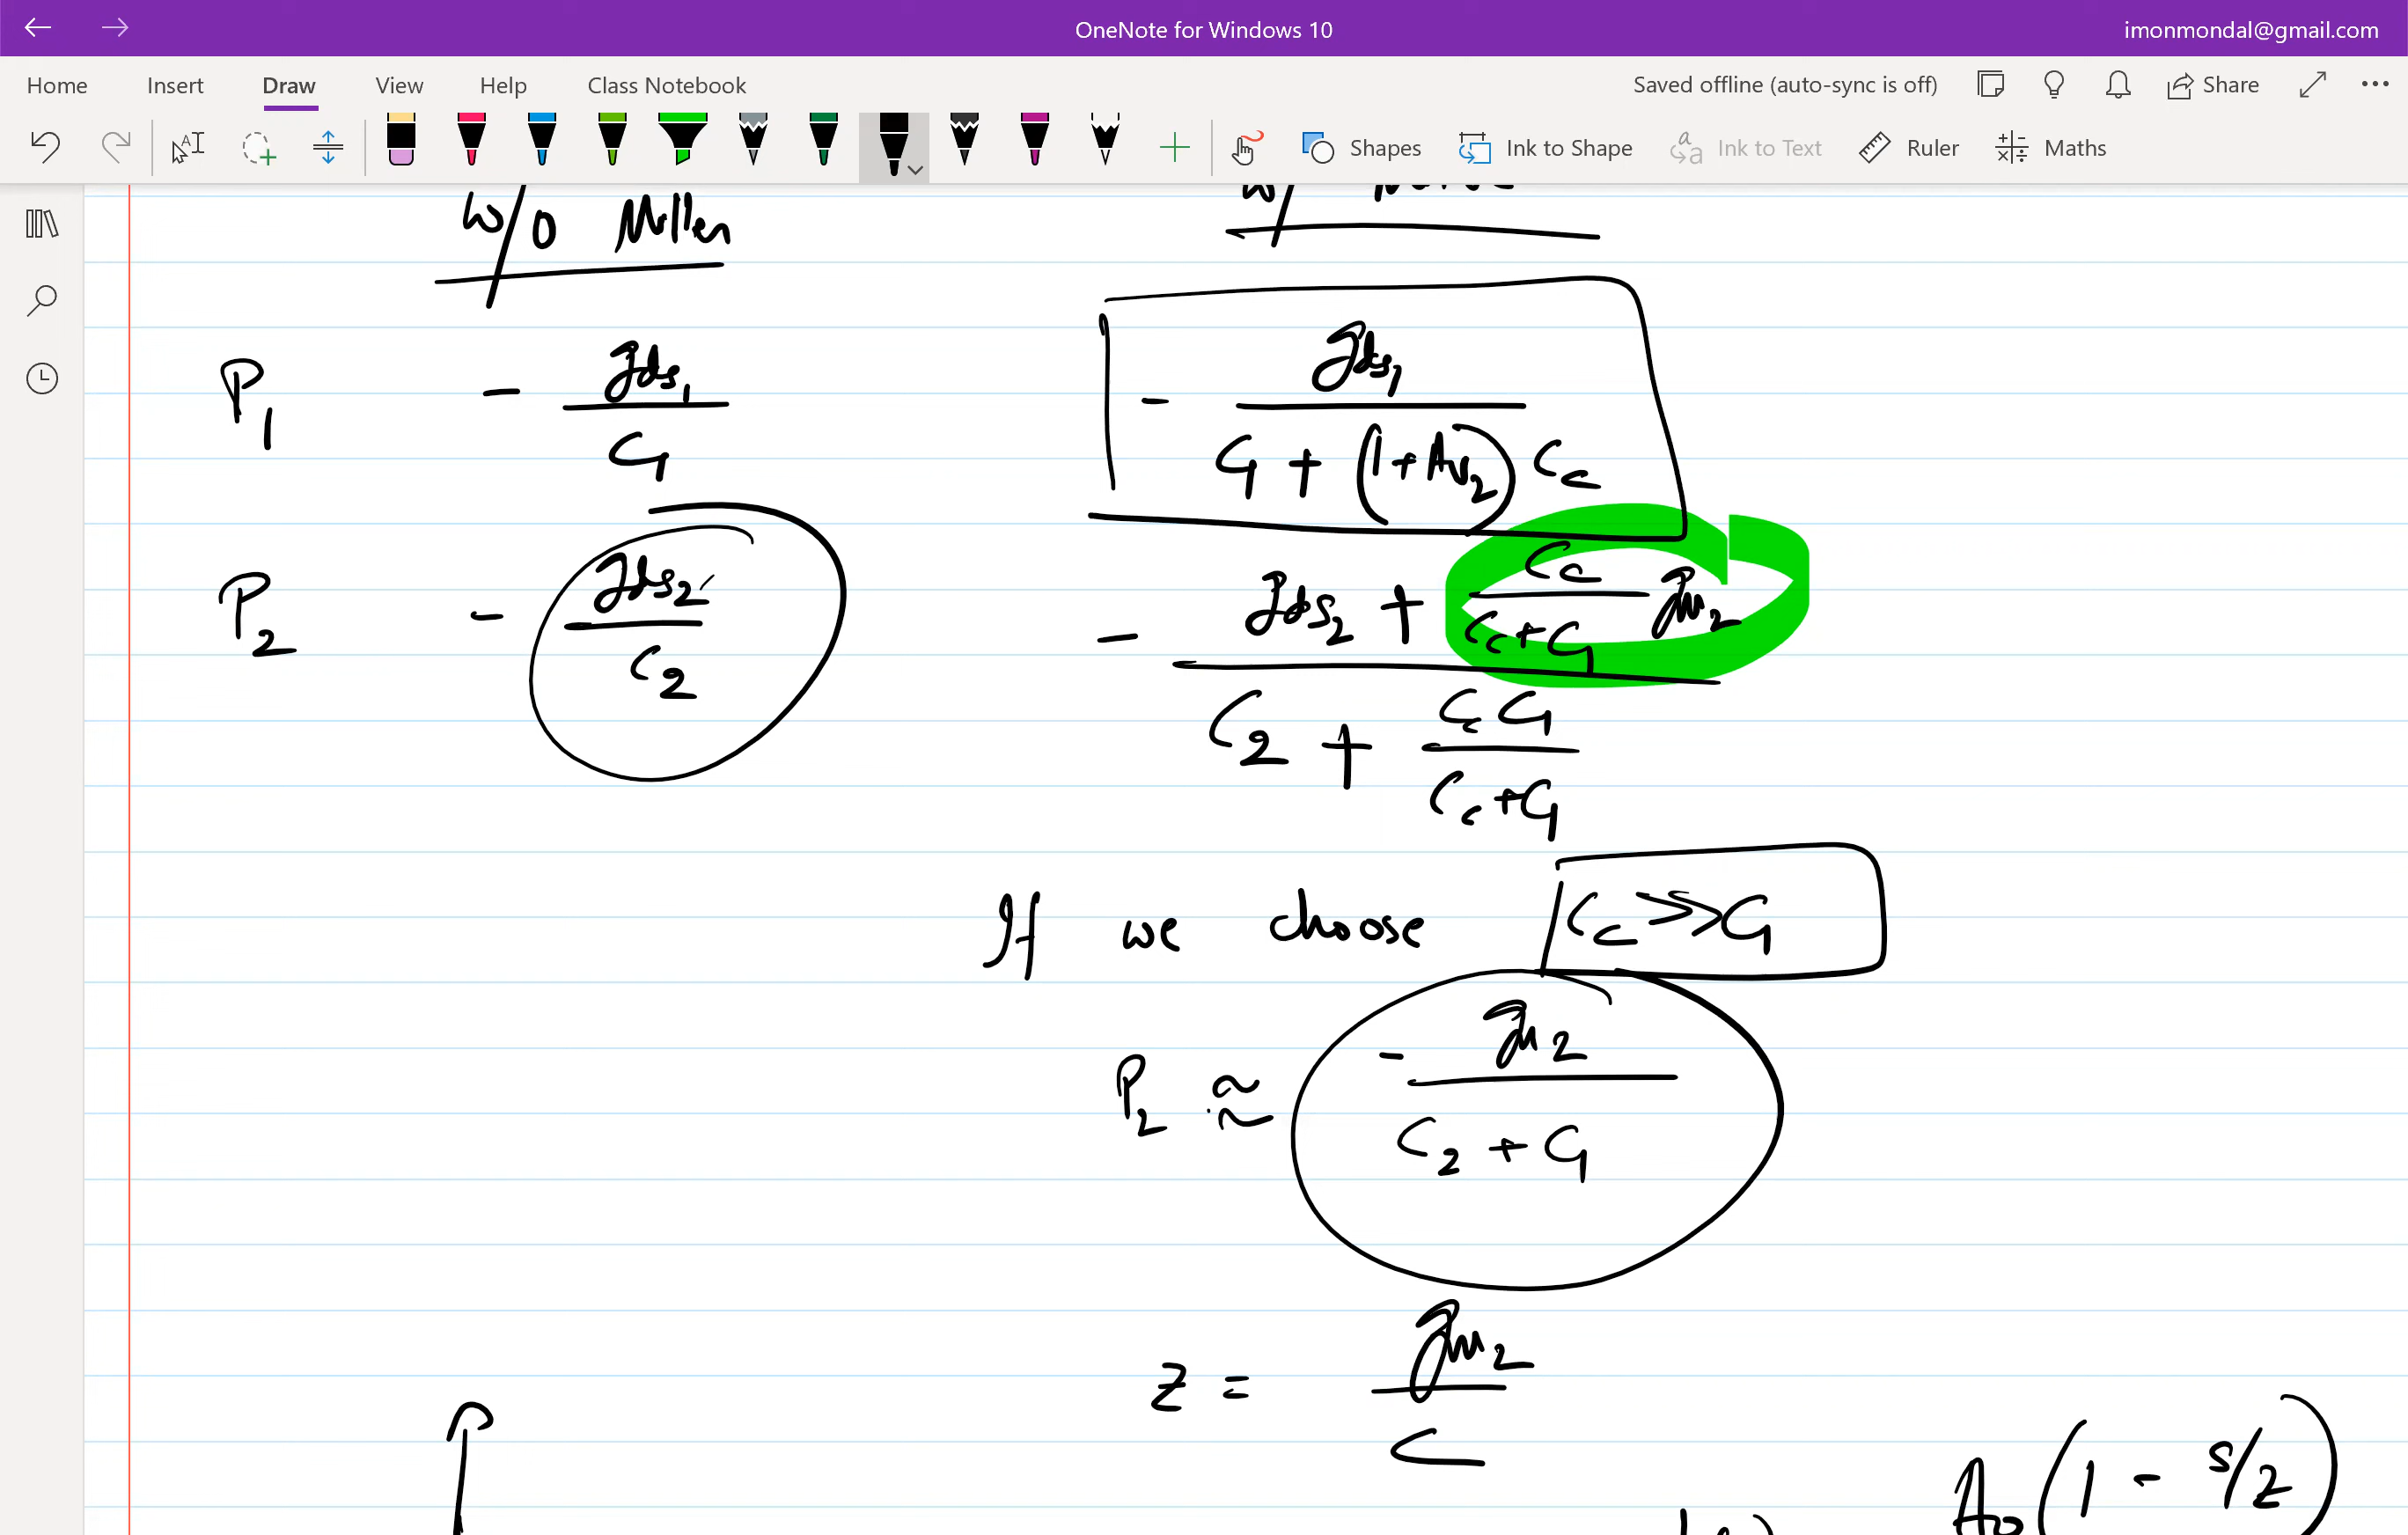 OneNote for Windows 10
imonmondal@gmail.com
Home Insert Draw View Help Class Notebook
Saved offline (auto-sync is off) Share
Shapes Ink to Shape Ink to Text Ruler Maths
w/o Miller
w/
P1 - gds1 / C1
- gds1 / C1 + (1+Av2) Cc
P2 - gds2 / C2
- gds2 + Cc / Cc+C1 gm2 / C2 + Cc C1 / Cc+C1
If we choose Cc >> C1
P2 ≈ - gm2 / C2 + C1
z = gm2 / C
A0 (1 - s/z)